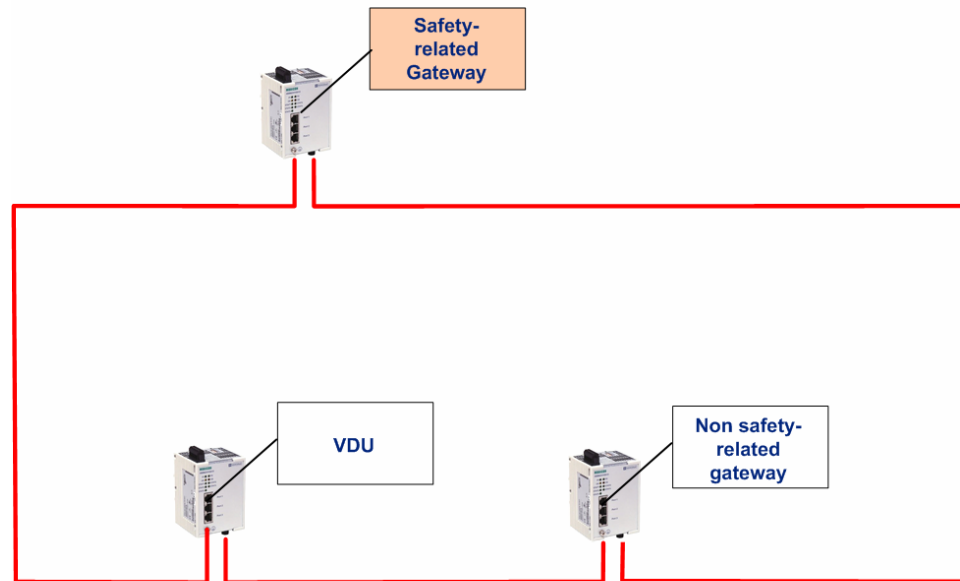 Safety-
related
Gateway
VDU
Non safety-
related
gateway